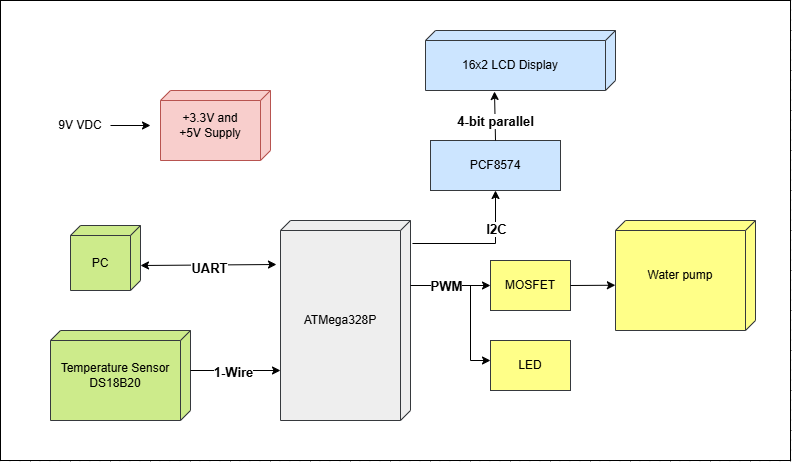 16x2 LCD Display
+3.3V and
+5V Supply
9V VDC
4-bit parallel
PCF8574
I2C
PC
UART
ATMega328P
PWM
MOSFET
Water pump
Temperature Sensor
DS18B20
1-Wire
LED